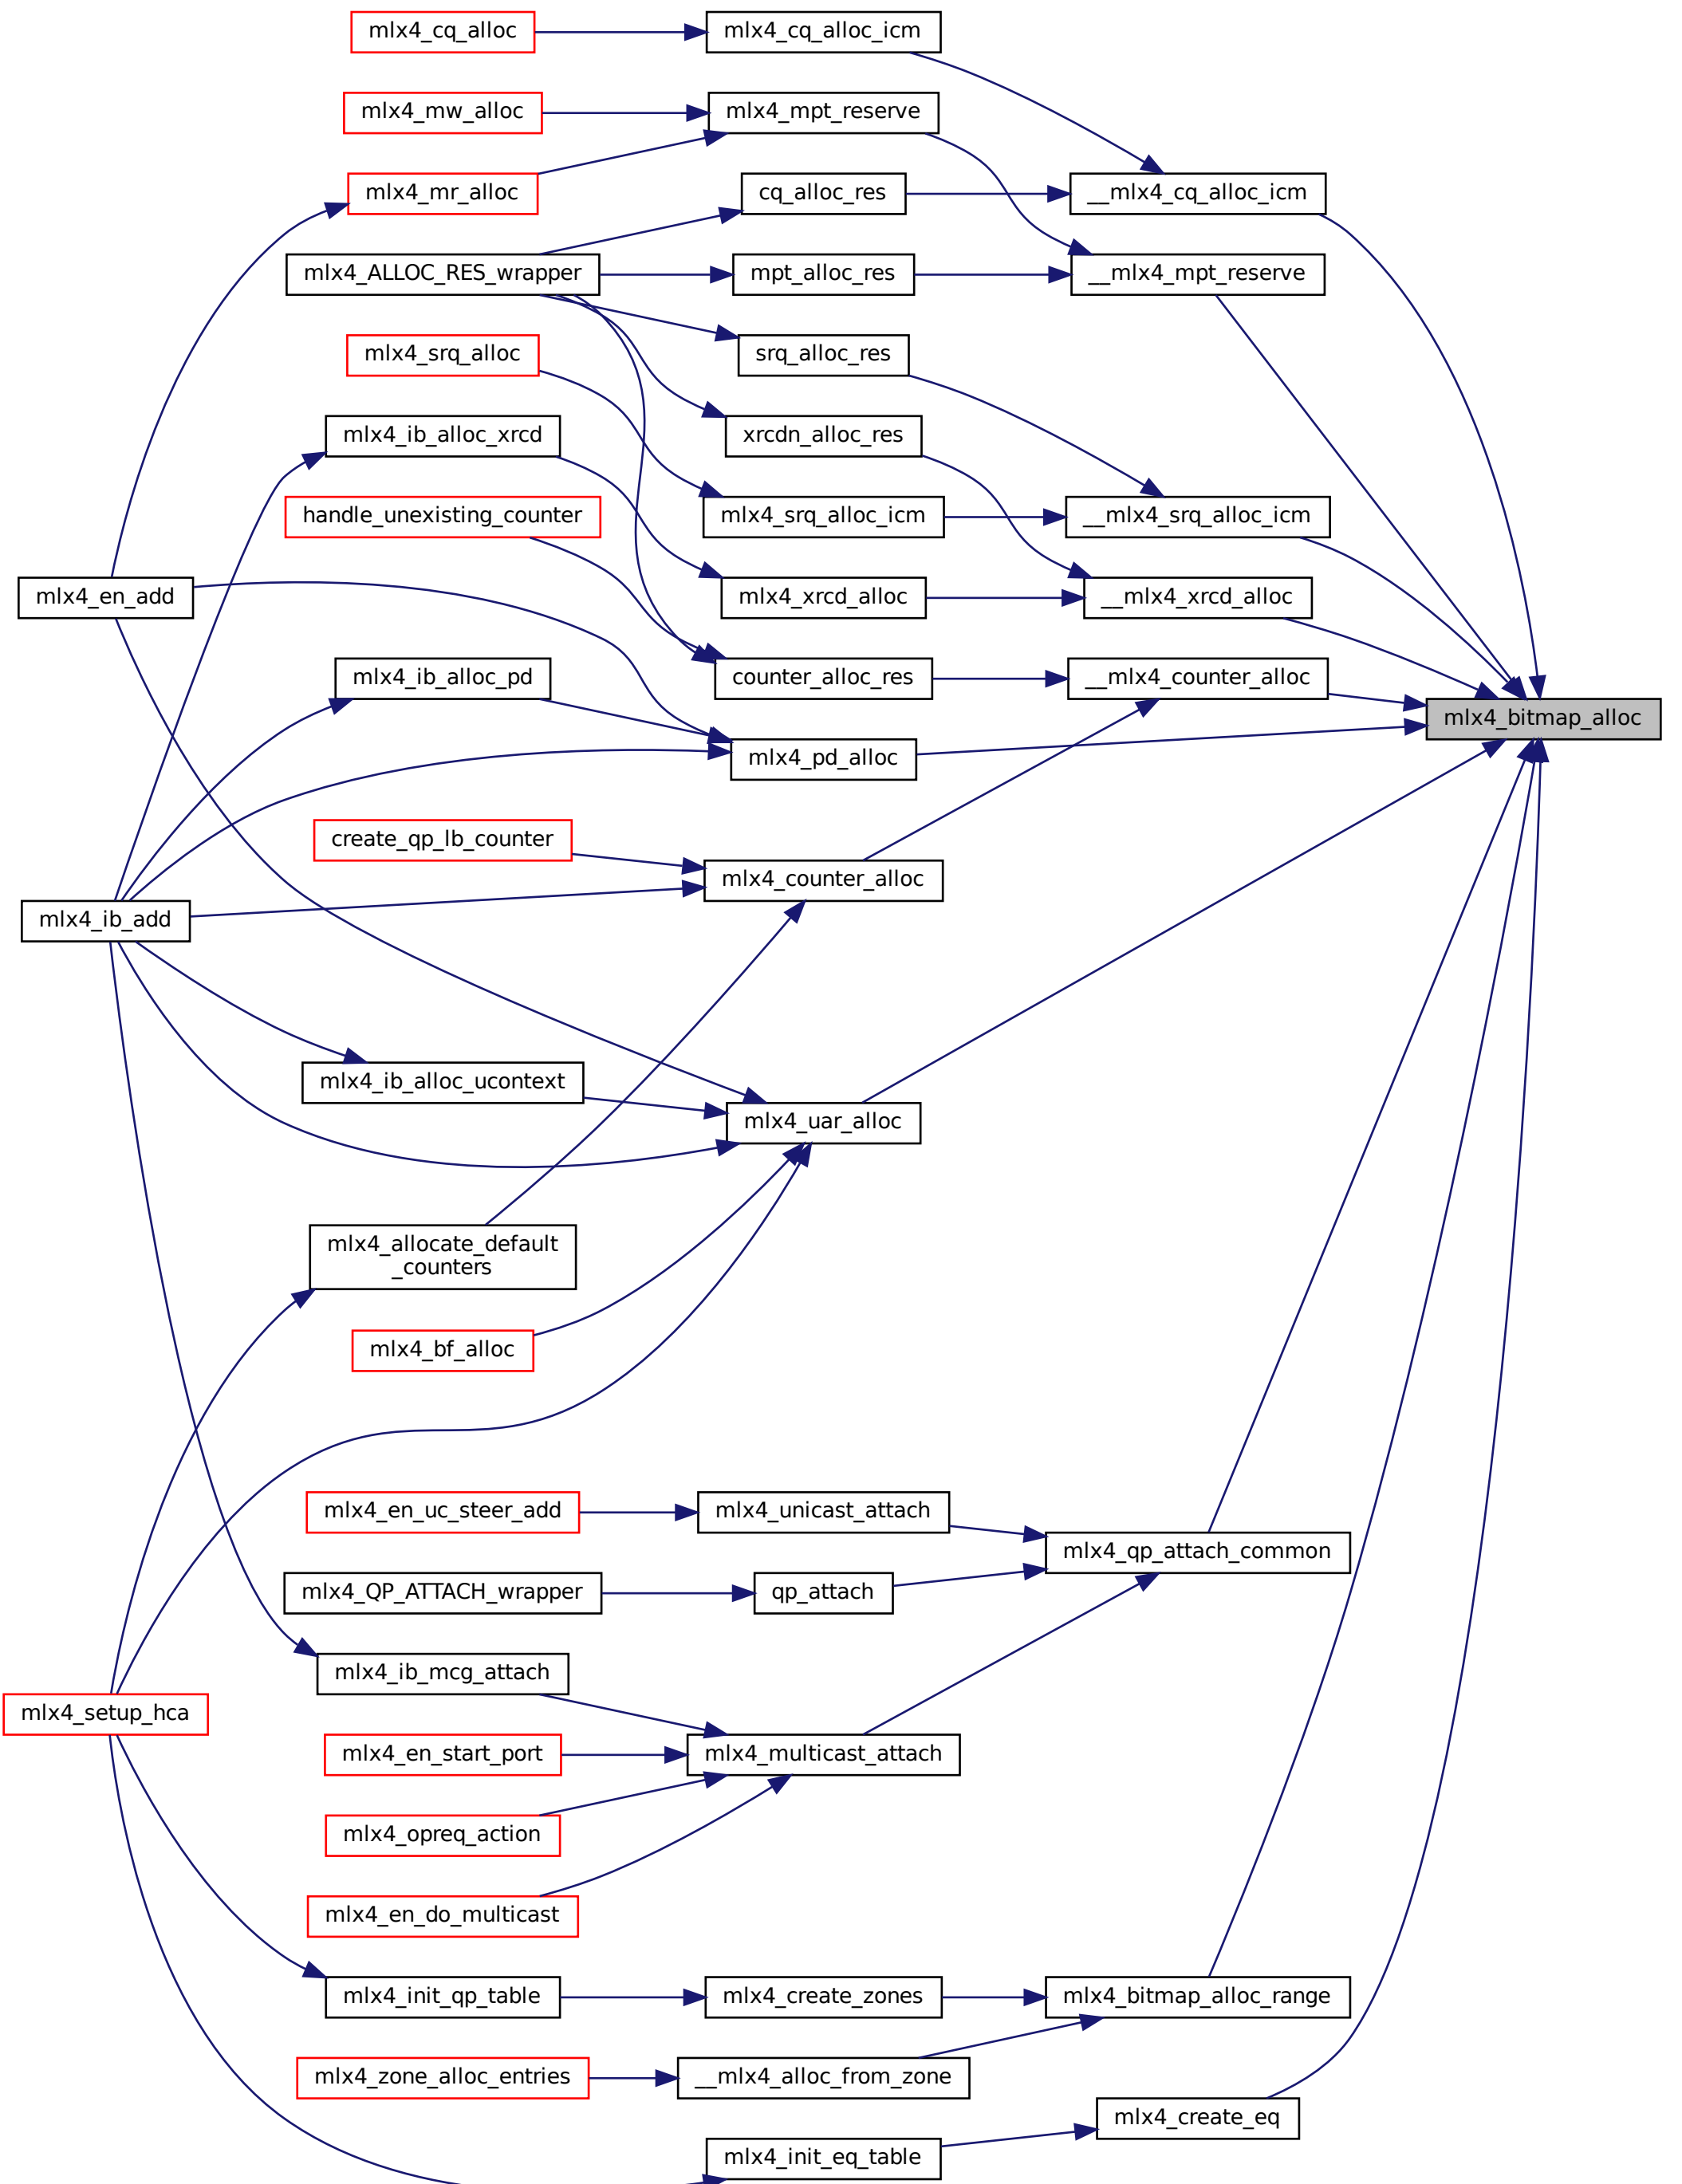 mlx4_cq_alloc
mlx4_cq_alloc_icm
mlx4_mw_alloc
mlx4_mpt_reserve
mlx4_mr_alloc
cq_alloc_res
__mlx4_cq_alloc_icm
mlx4_ALLOC_RES_wrapper
mpt_alloc_res
__mlx4_mpt_reserve
mlx4_srq_alloc
srq_alloc_res
mlx4_ib_alloc_xrcd
xrcdn_alloc_res
handle_unexisting_counter
mlx4_srq_alloc_icm
__mlx4_srq_alloc_icm
mlx4_en_add
mlx4_xrcd_alloc
__mlx4_xrcd_alloc
mlx4_ib_alloc_pd
counter_alloc_res
__mlx4_counter_alloc
mlx4_bitmap_alloc
mlx4_pd_alloc
create_qp_lb_counter
mlx4_counter_alloc
mlx4_ib_add
mlx4_ib_alloc_ucontext
mlx4_uar_alloc
mlx4_allocate_default
_counters
mlx4_bf_alloc
mlx4_en_uc_steer_add
mlx4_unicast_attach
mlx4_qp_attach_common
mlx4_QP_ATTACH_wrapper
qp_attach
mlx4_ib_mcg_attach
mlx4_setup_hca
mlx4_en_start_port
mlx4_multicast_attach
mlx4_opreq_action
mlx4_en_do_multicast
mlx4_init_qp_table
mlx4_create_zones
mlx4_bitmap_alloc_range
mlx4_zone_alloc_entries
__mlx4_alloc_from_zone
mlx4_create_eq
mlx4_init_eq_table